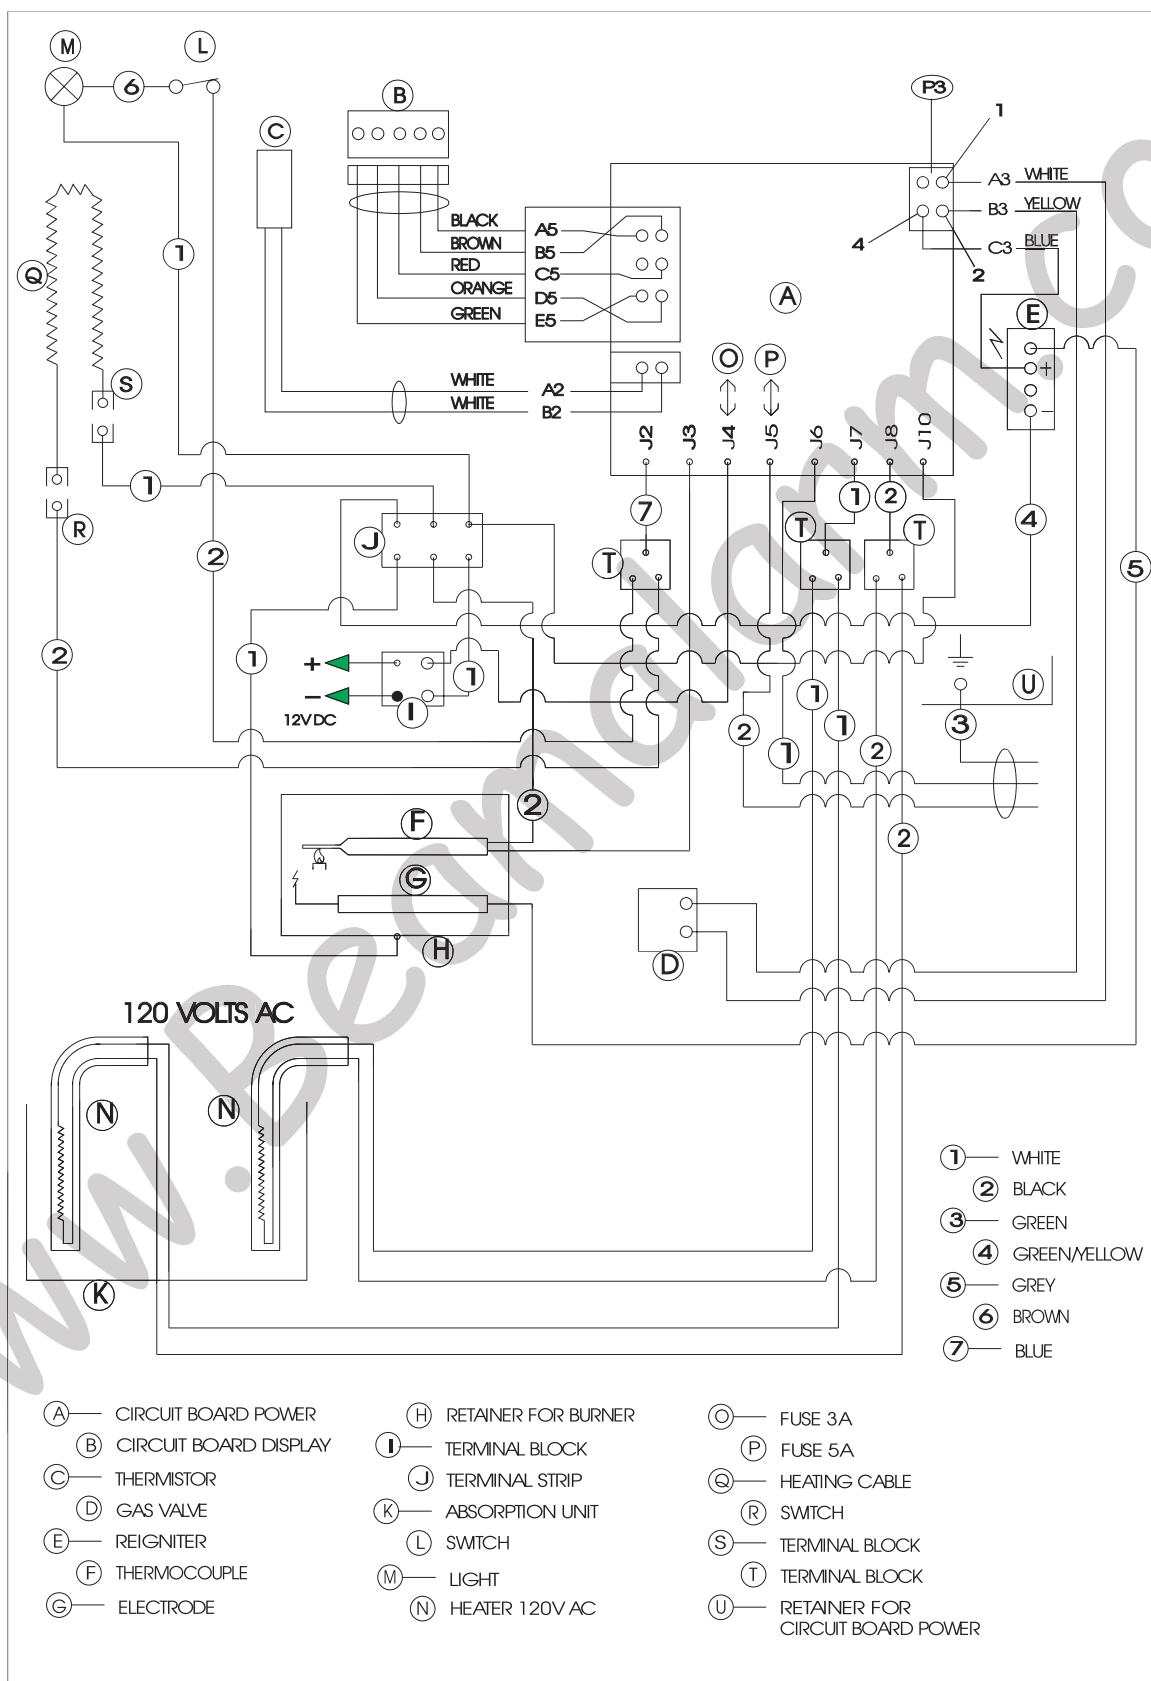 M
L
6
B
P3
1
C
A3 WHITE
BLACK A5
B3 YELLOW
BROWN B5
4
C3 BLUE
1
RED C5
2
Q
ORANGE D5
A
E
GREEN E5
+
O P
S
WHITE A2
WHITE B2
−
J2 J3 J4 J5 J6 J7 J8 J10
1
7
1
2
4
R
J
T
T
T
2
5
2
1
+
1
U
−
12V DC
I
1
3
2
1
1
2
2
2
F
G
H
D
120 VOLTS AC
N
N
K
1 WHITE
2 BLACK
3 GREEN
4 GREEN/YELLOW
5 GREY
6 BROWN
7 BLUE
A CIRCUIT BOARD POWER
B CIRCUIT BOARD DISPLAY
C THERMISTOR
D GAS VALVE
E REIGNITER
F THERMOCOUPLE
G ELECTRODE
H RETAINER FOR BURNER
I TERMINAL BLOCK
J TERMINAL STRIP
K ABSORPTION UNIT
L SWITCH
M LIGHT
N HEATER 120V AC
O FUSE 3A
P FUSE 5A
Q HEATING CABLE
R SWITCH
S TERMINAL BLOCK
T TERMINAL BLOCK
U RETAINER FOR
CIRCUIT BOARD POWER
www.Beamalarm.co